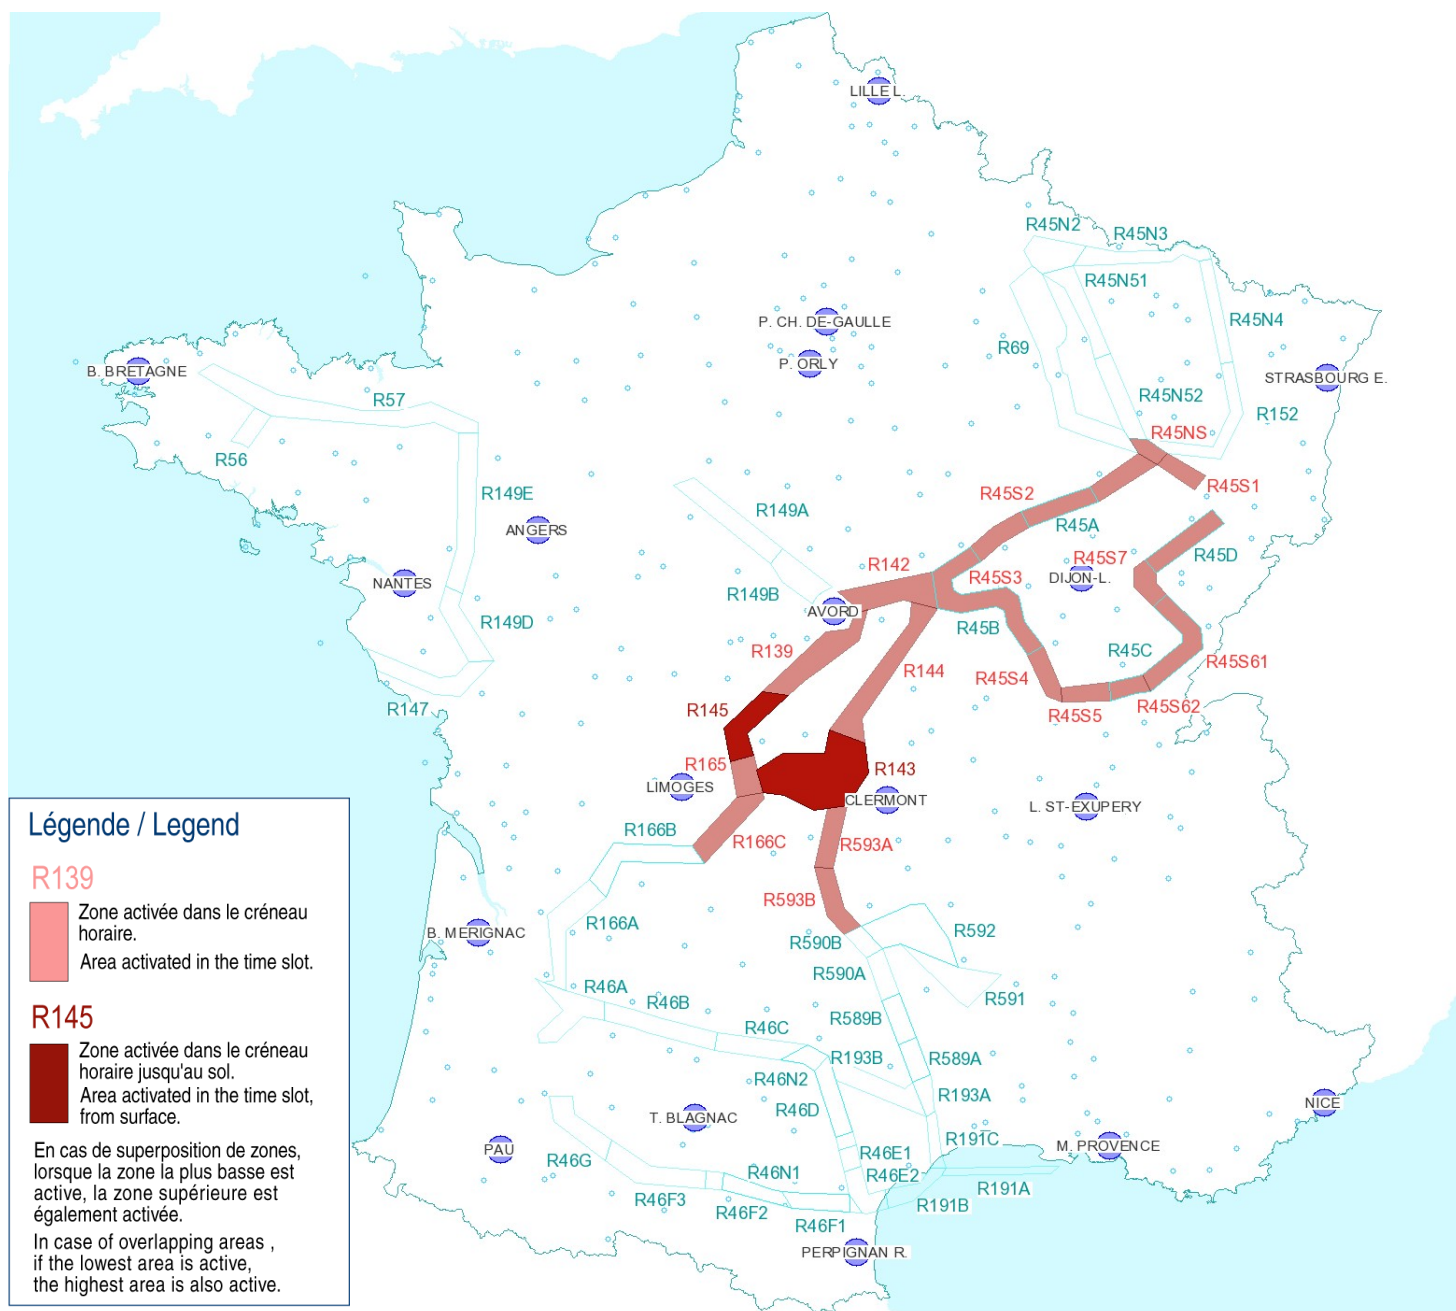 LILLE L.
R45N2
R45N3
R45N51
P. CH. DE-GAULLE
R45N4
R69
P. ORLY
B. BRETAGNE
STRASBOURG E.
R57
R45N52
R152
R45NS
R56
R45S1
R149E
R45S2
R149A
R45A
ANGERS
R45S7
R45D
R142
R45S3
DIJON-L.
NANTES
R149B
AVORD
R149D
R45B
R139
R45C
R45S61
R144
R45S4
R147
R145
R45S5
R45S62
R165
R143
LIMOGES
CLERMONT
L. ST-EXUPERY
R166B
R166C
R593A
R593B
R166A
B. MERIGNAC
R592
R590B
R590A
R46A
R46B
R591
R46C
R589B
R193B
R589A
R46N2
R193A
R46D
T. BLAGNAC
NICE
R191C
M. PROVENCE
PAU
R46G
R46E1
R46N1
R46E2
R191A
R46F3
R46F2
R191B
R46F1
PERPIGNAN R.
Légende / Legend
R139
Zone activée dans le créneau
horaire.
Area activated in the time slot.
R145
Zone activée dans le créneau
horaire jusqu'au sol.
Area activated in the time slot,
from surface.
En cas de superposition de zones,
lorsque la zone la plus basse est
active, la zone supérieure est
également activée.
In case of overlapping areas ,
if the lowest area is active,
the highest area is also active.